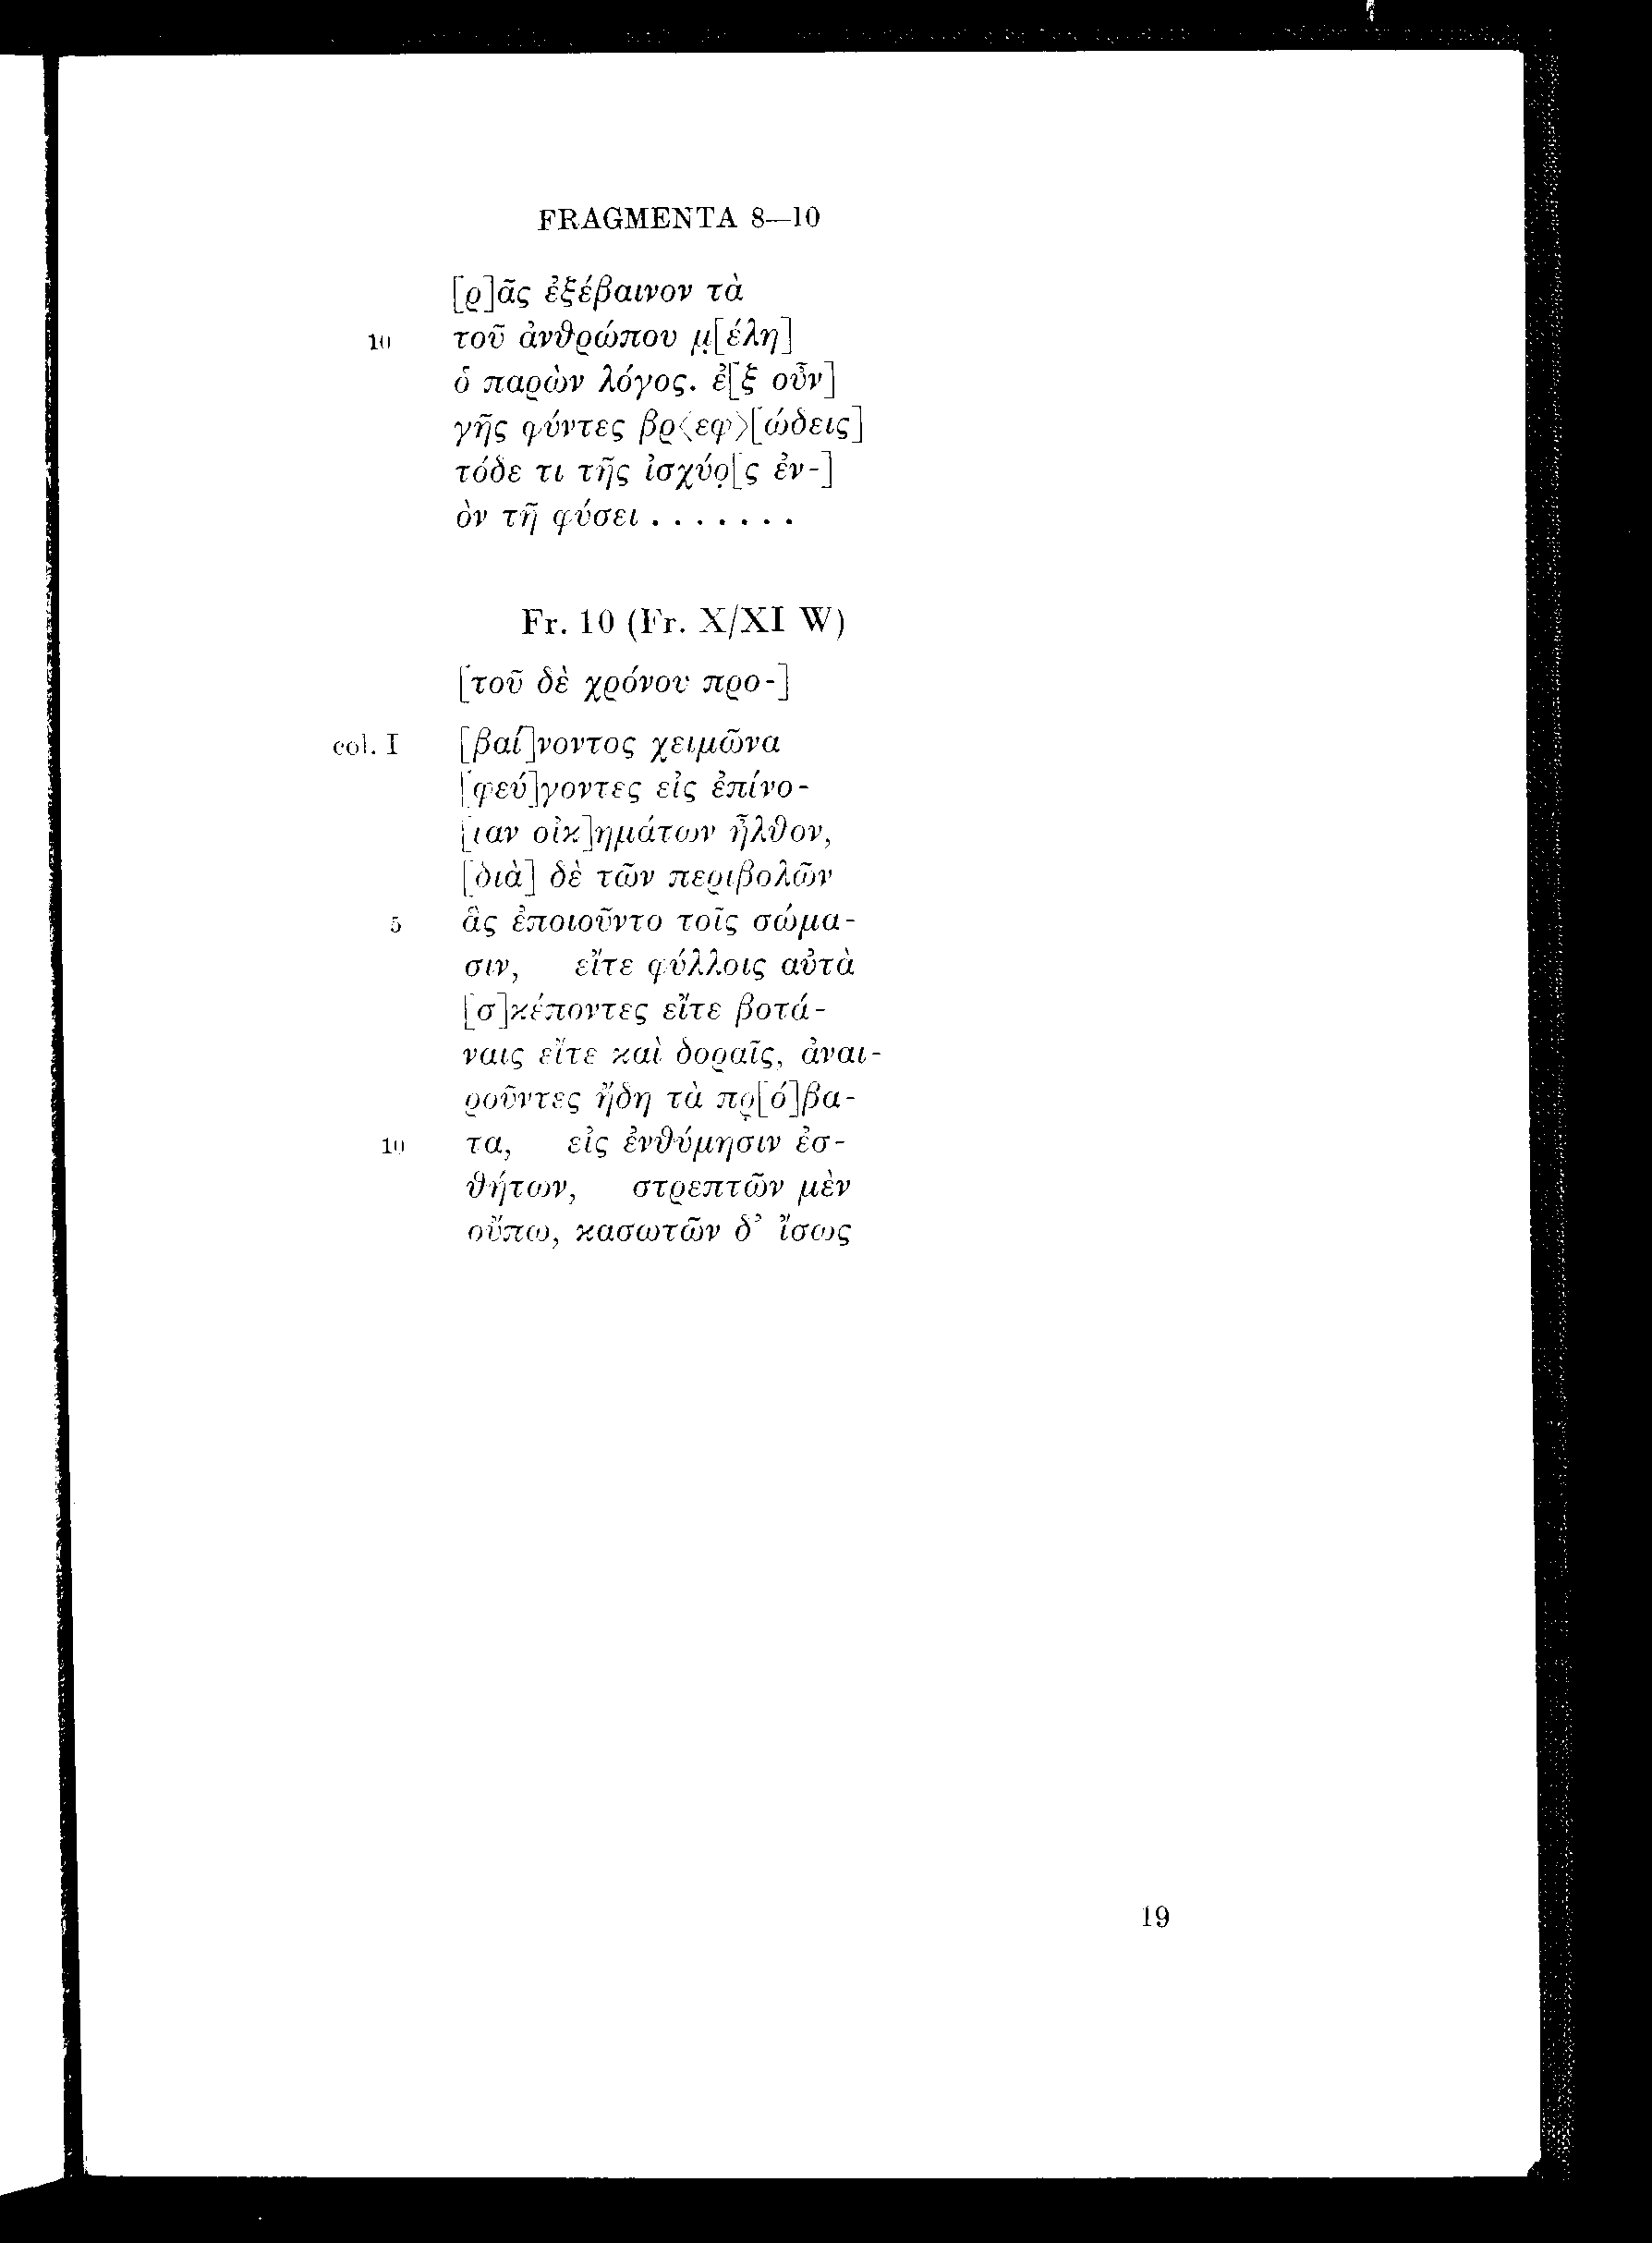 FRAGMENTA 8—10
[ρ]ᾶς ἐξέβαινον τὰ
10 τοῦ ἀνθρώπου μ̣[έλη]
ὁ παρὼν λόγος. ἐ[ξ οὖν]
γῆς φύντες βρ〈εφ〉[ώδεις]
τόδε τι τῆς ἰσχύο̣[ς ἐν-]
ὸν τῇ φύσει . . . . . . .
Fr. 10 (Fr. X/XI W)
[τοῦ δὲ χρόνου προ-]
col. I [βαί]νοντος χειμῶνα
[φεύ]γοντες εἰς ἐπίνο-
[ιαν οἰκ]ημάτων ἦλθον,
[διὰ] δὲ τῶν περιβολῶν
5 ἃς ἐποιοῦντο τοῖς σώμα-
σιν, εἴτε φύλλοις αὐτὰ
[σ]κέποντες εἴτε βοτά-
ναις εἴτε καὶ δοραῖς, ἀναι-
ροῦντες ἤδη τὰ πρ̣[ό]βα-
10 τα, εἰς ἐνθύμησιν ἐσ-
θήτων, στρεπτῶν μὲν
οὔπω, κασωτῶν δ’ ἴσως
19